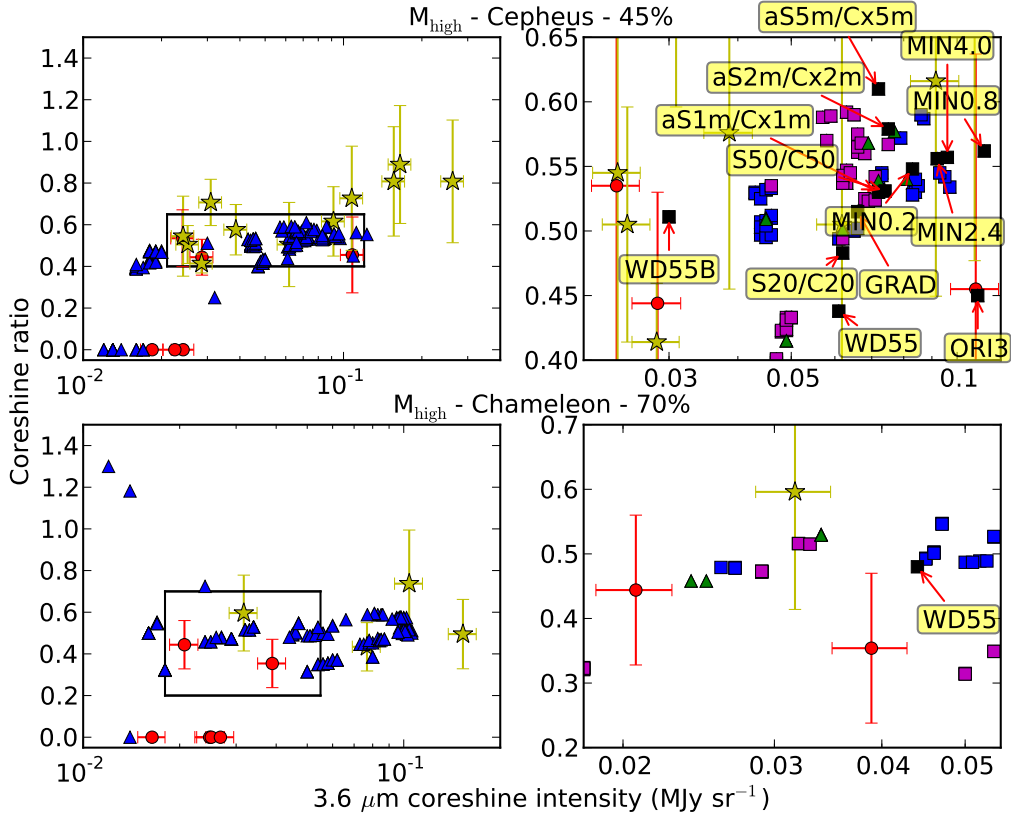 M_high - Cepheus - 45%
1.4
1.2
1.0
0.8
0.6
0.4
0.2
0.0
10^-2
10^-1
0.65
0.60
0.55
0.50
0.45
0.40
0.03
0.05
0.1
aS5m/Cx5m
MIN4.0
aS2m/Cx2m
MIN0.8
aS1m/Cx1m
S50/C50
MIN0.2
MIN2.4
WD55B
S20/C20
GRAD
WD55
ORI3
Coreshine ratio
M_high - Chameleon - 70%
1.4
1.2
1.0
0.8
0.6
0.4
0.2
0.0
10^-2
10^-1
0.7
0.6
0.5
0.4
0.3
0.2
0.02
0.03
0.04
0.05
WD55
3.6 μm coreshine intensity (MJy sr^−1)